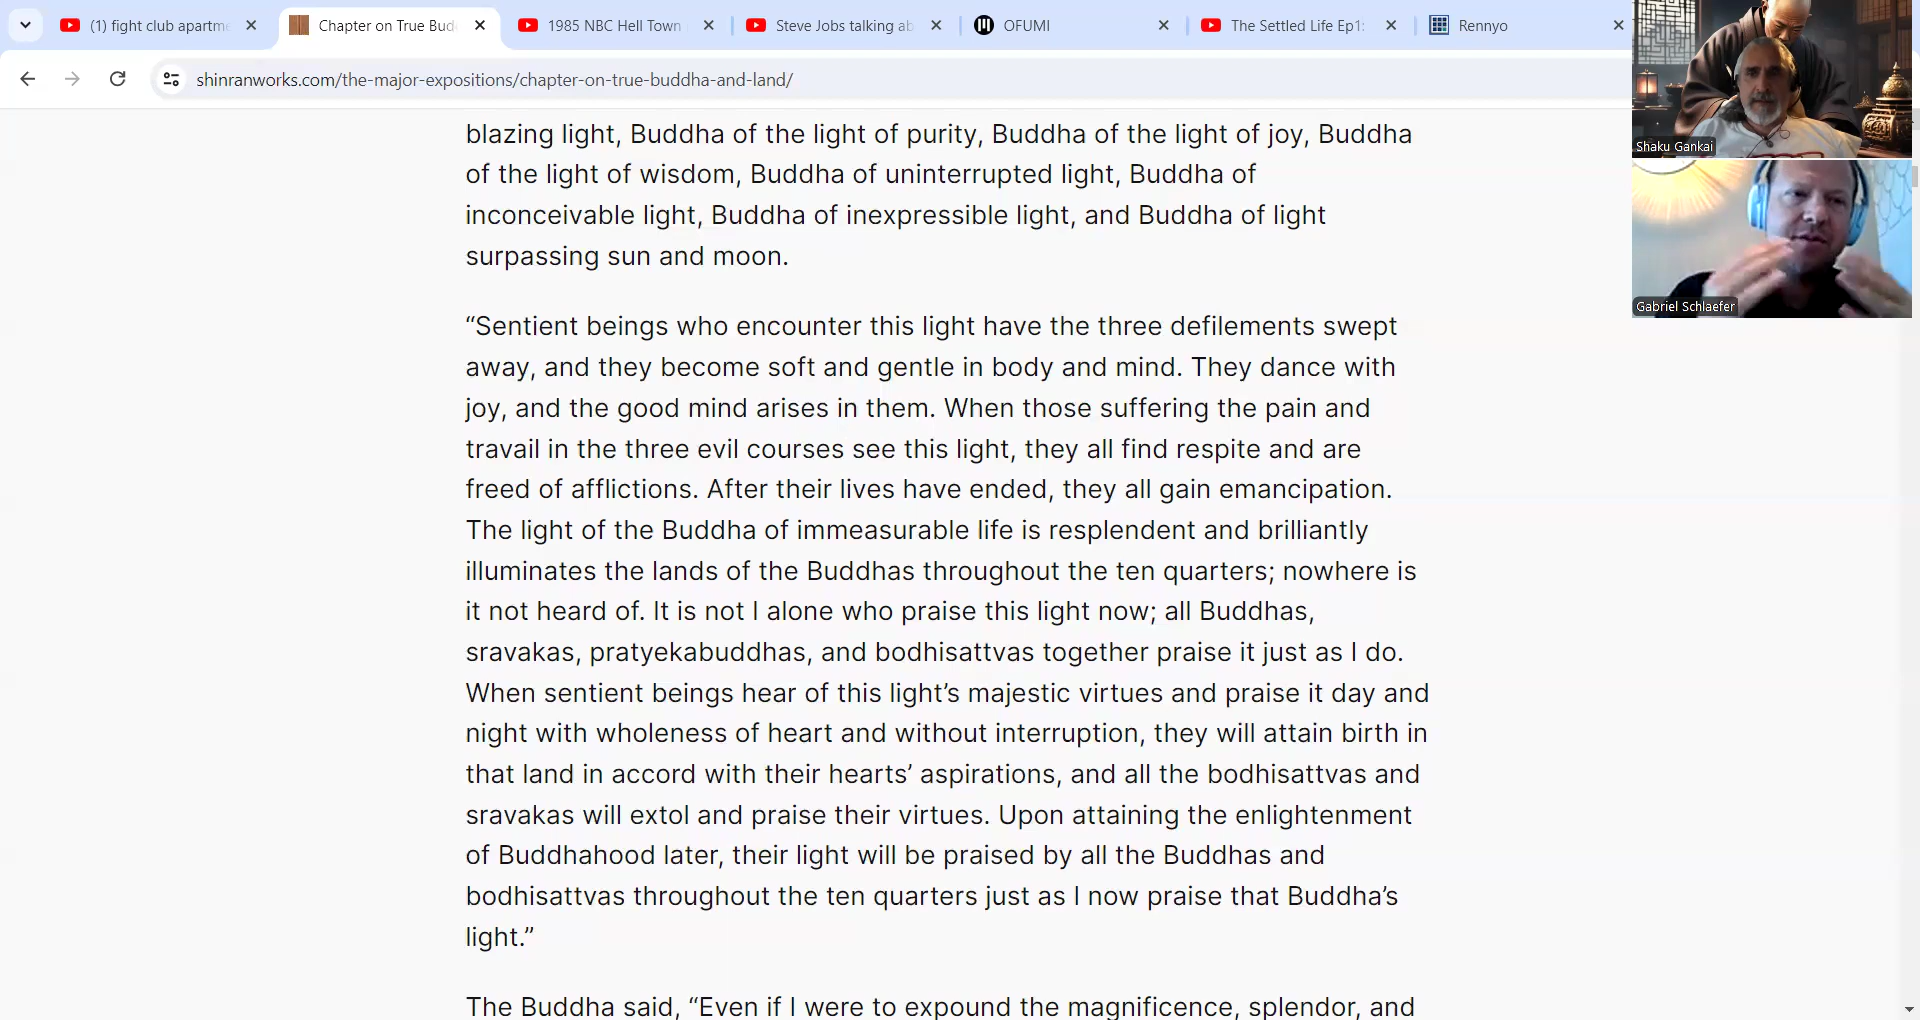 (1) fight club apartm
Chapter on True Bud
1985 NBC Hell Town
Steve Jobs talking ab
OFUMI
The Settled Life Ep1:
Rennyo
shinranworks.com/the-major-expositions/chapter-on-true-buddha-and-land/
Shaku Gankai
Gabriel Schlaefer
blazing light, Buddha of the light of purity, Buddha of the light of joy, Buddha
of the light of wisdom, Buddha of uninterrupted light, Buddha of
inconceivable light, Buddha of inexpressible light, and Buddha of light
surpassing sun and moon.
“Sentient beings who encounter this light have the three defilements swept
away, and they become soft and gentle in body and mind. They dance with
joy, and the good mind arises in them. When those suffering the pain and
travail in the three evil courses see this light, they all find respite and are
freed of afflictions. After their lives have ended, they all gain emancipation.
The light of the Buddha of immeasurable life is resplendent and brilliantly
illuminates the lands of the Buddhas throughout the ten quarters; nowhere is
it not heard of. It is not I alone who praise this light now; all Buddhas,
sravakas, pratyekabuddhas, and bodhisattvas together praise it just as I do.
When sentient beings hear of this light’s majestic virtues and praise it day and
night with wholeness of heart and without interruption, they will attain birth in
that land in accord with their hearts’ aspirations, and all the bodhisattvas and
sravakas will extol and praise their virtues. Upon attaining the enlightenment
of Buddhahood later, their light will be praised by all the Buddhas and
bodhisattvas throughout the ten quarters just as I now praise that Buddha’s
light.”
The Buddha said, “Even if I were to expound the magnificence, splendor, and